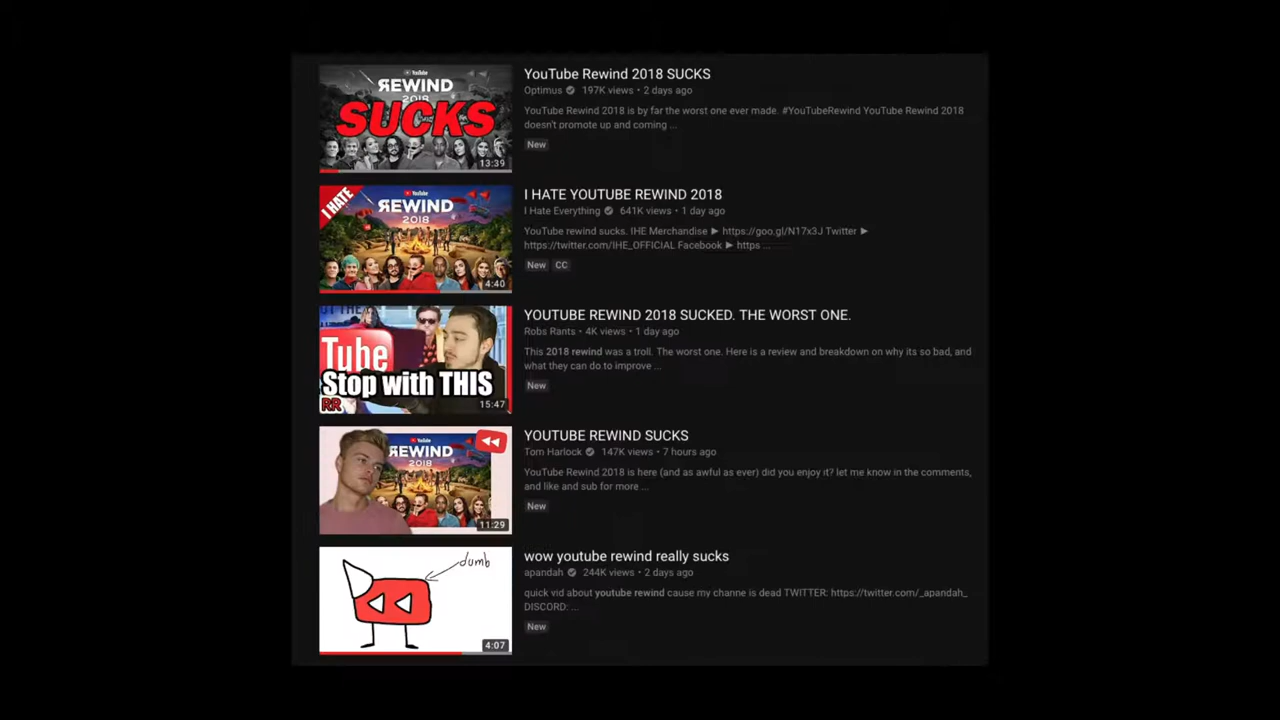 YouTube
REWIND
2018
SUCKS
13:39
YouTube Rewind 2018 SUCKS
Optimus 197K views • 2 days ago
YouTube Rewind 2018 is by far the worst one ever made. #YouTubeRewind YouTube Rewind 2018
doesn't promote up and coming ...
New
I HATE
YouTube
REWIND
2018
4:40
I HATE YOUTUBE REWIND 2018
I Hate Everything 641K views • 1 day ago
YouTube rewind sucks. IHE Merchandise ► https://goo.gl/N17x3J Twitter ►
https://twitter.com/IHE_OFFICIAL Facebook ► https ...
New CC
Tube
Stop with THIS
RR
15:47
YOUTUBE REWIND 2018 SUCKED. THE WORST ONE.
Robs Rants • 4K views • 1 day ago
This 2018 rewind was a troll. The worst one. Here is a review and breakdown on why its so bad, and
what they can do to improve ...
New
YouTube
REWIND
2018
11:29
YOUTUBE REWIND SUCKS
Tom Harlock 147K views • 7 hours ago
YouTube Rewind 2018 is here (and as awful as ever) did you enjoy it? let me know in the comments,
and like and sub for more ...
New
dumb
4:07
wow youtube rewind really sucks
apandah 244K views • 2 days ago
quick vid about youtube rewind cause my channe is dead TWITTER: https://twitter.com/_apandah_
DISCORD: ...
New